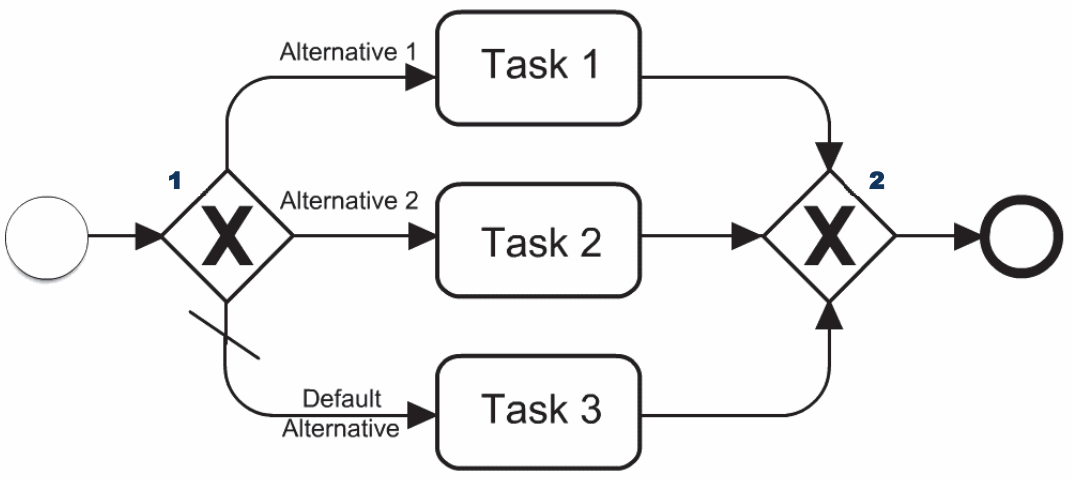 Alternative 1
Task 1
1
2
X
Alternative 2
Task 2
X
Default
Alternative
Task 3